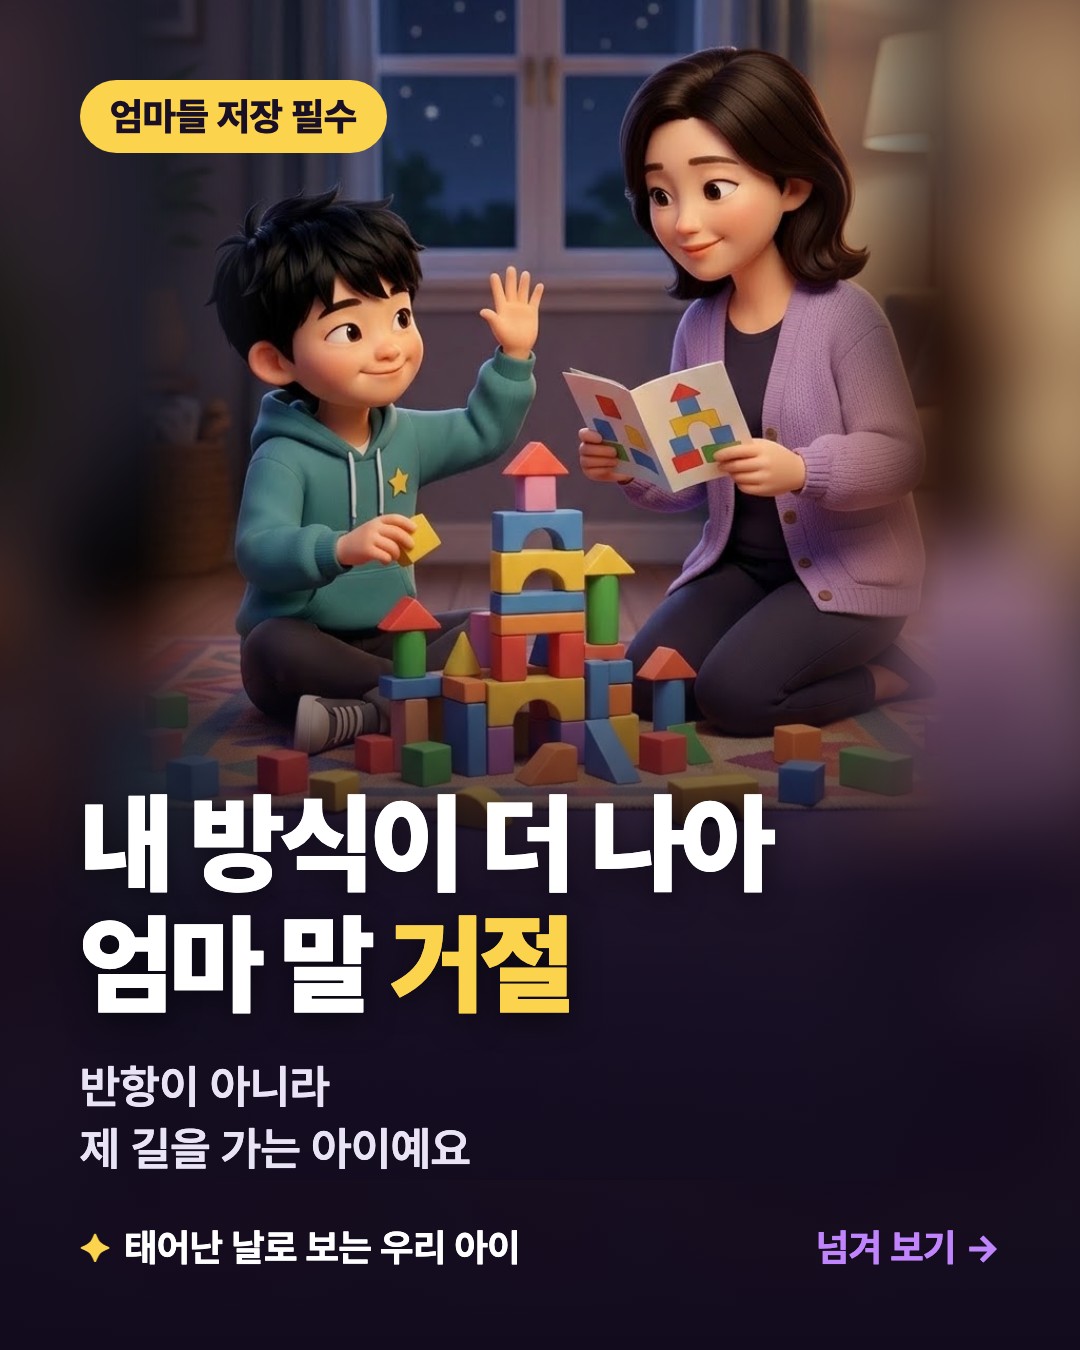 엄마들 저장 필수
내 방식이 더 나아
엄마 말 거절
반항이 아니라
제 길을 가는 아이예요
태어난 날로 보는 우리 아이
넘겨 보기 →